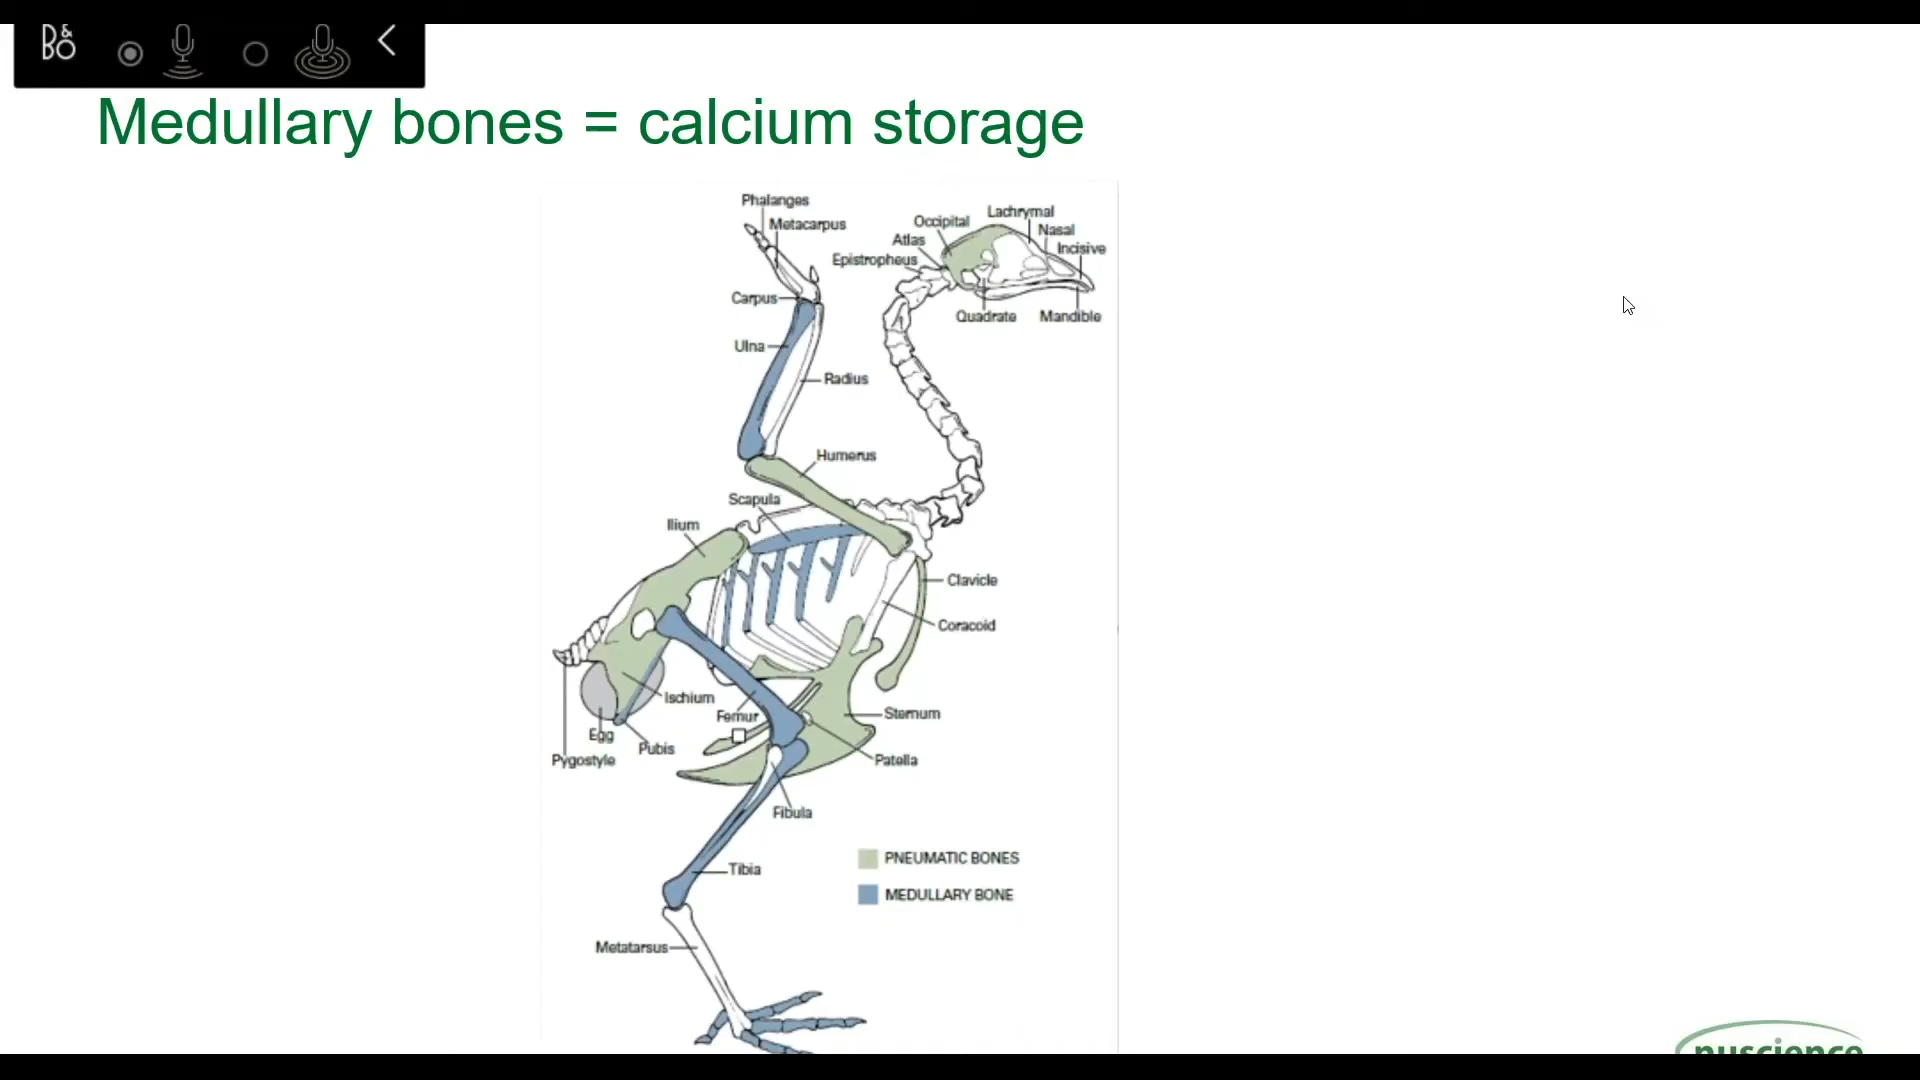 B&O
Medullary bones = calcium storage
Phalanges
Metacarpus
Occipital
Lachrymal
Nasal
Incisive
Atlas
Epistropheus
Carpus
Quadrate
Mandible
Ulna
Radius
Humerus
Scapula
Ilium
Clavicle
Coracoid
Ischium
Femur
Sternum
Egg
Pubis
Pygostyle
Patella
Fibula
PNEUMATIC BONES
Tibia
MEDULLARY BONE
Metatarsus
nuscience